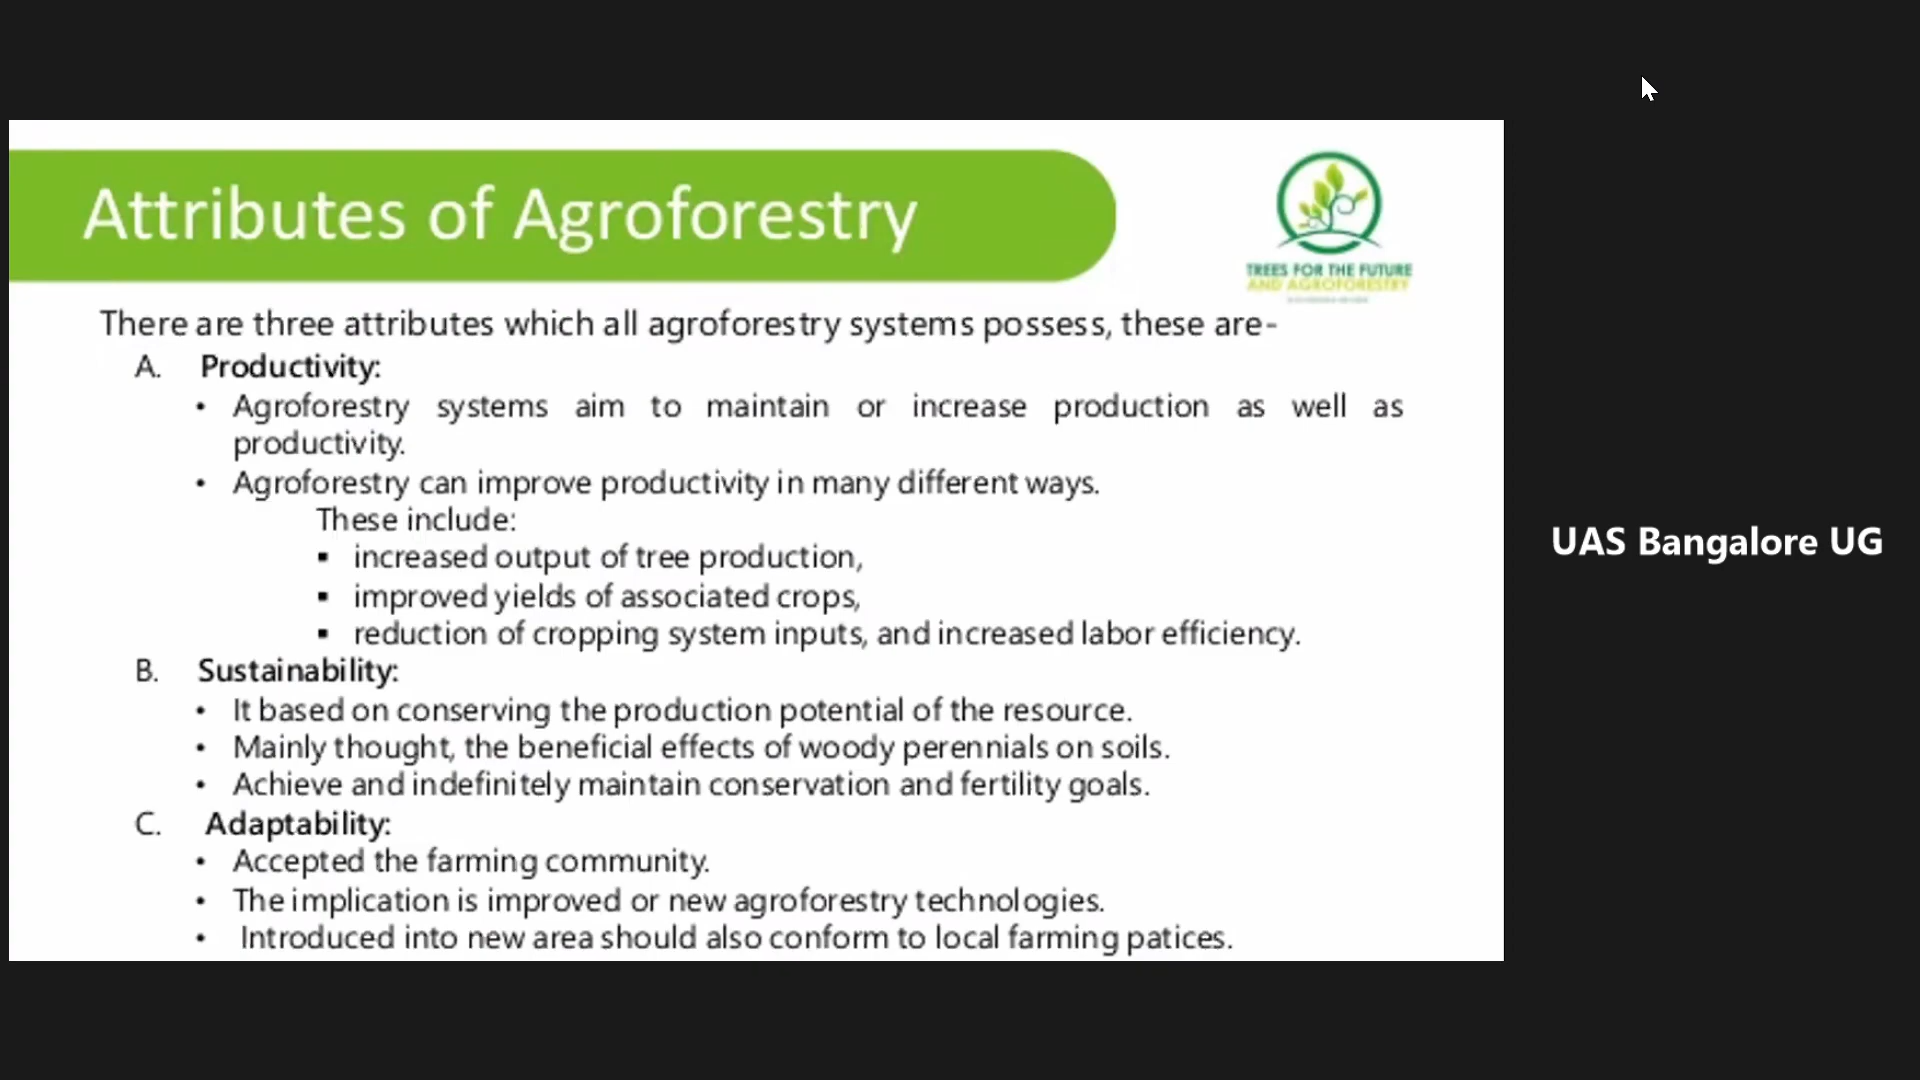 Attributes of Agroforestry
TREES FOR THE FUTURE
AND AGROFORESTRY
There are three attributes which all agroforestry systems possess, these are-
A. Productivity:
• Agroforestry systems aim to maintain or increase production as well as
productivity.
• Agroforestry can improve productivity in many different ways.
These include:
▪ increased output of tree production,
▪ improved yields of associated crops,
▪ reduction of cropping system inputs, and increased labor efficiency.
B. Sustainability:
• It based on conserving the production potential of the resource.
• Mainly thought, the beneficial effects of woody perennials on soils.
• Achieve and indefinitely maintain conservation and fertility goals.
C. Adaptability:
• Accepted the farming community.
• The implication is improved or new agroforestry technologies.
• Introduced into new area should also conform to local farming patices.
UAS Bangalore UG